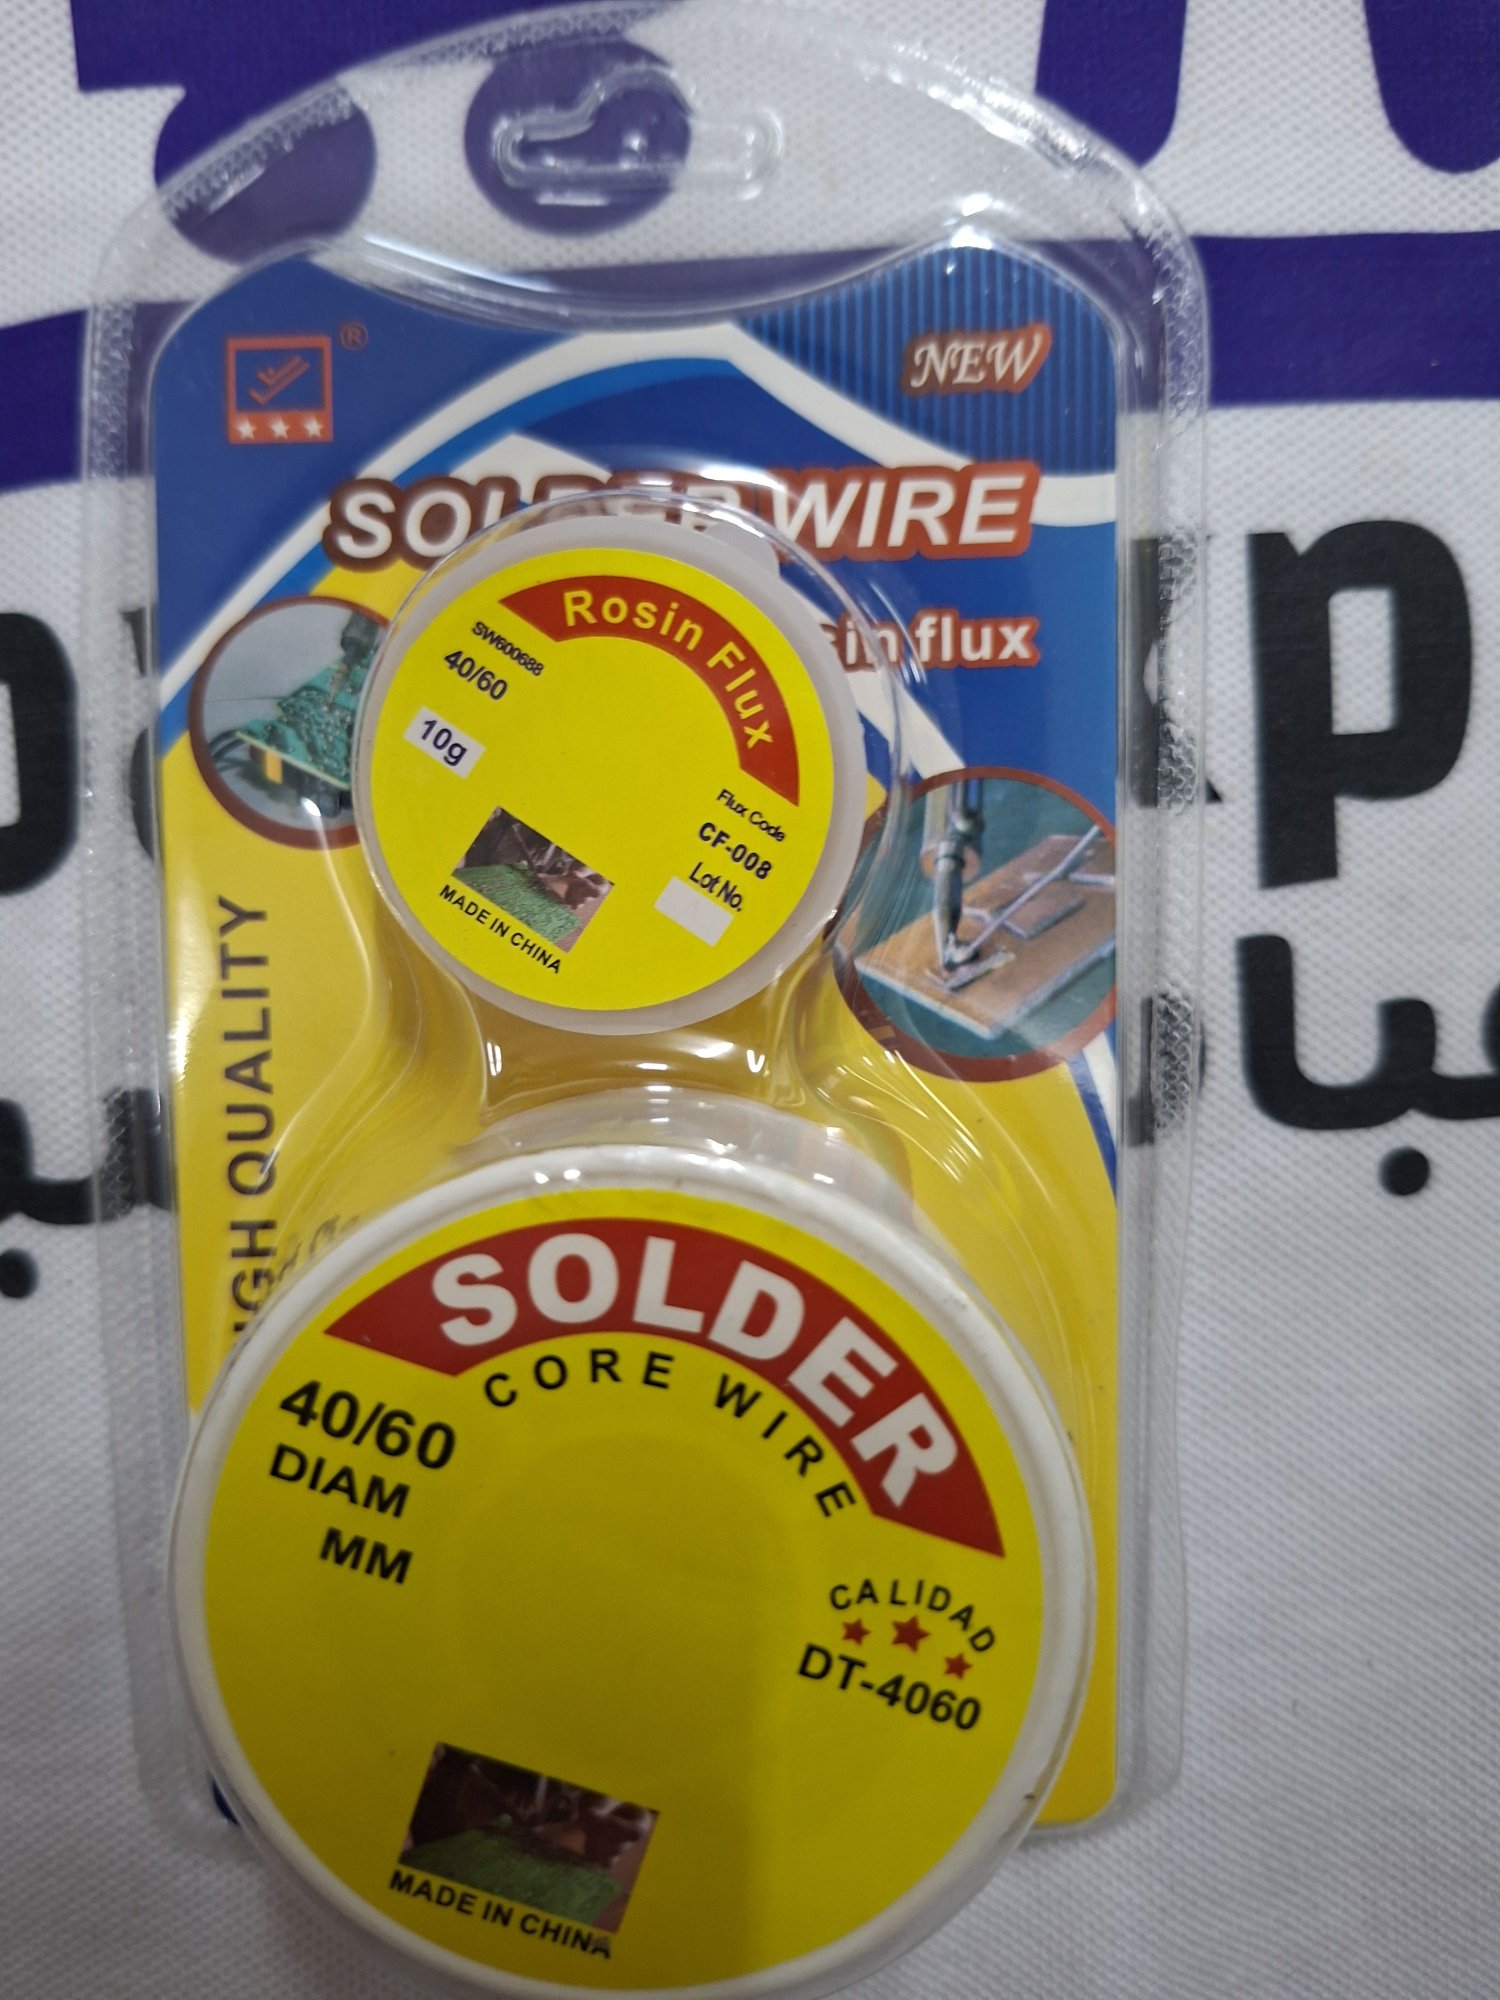 ®
NEW
SOLDER WIRE
sin flux
Rosin Flux
SW600688
40/60
10g
Flux Code
CF-008
Lot No.
MADE IN CHINA
HIGH QUALITY
SOLDER
CORE WIRE
40/60
DIAM
MM
CALIDAD
DT-4060
MADE IN CHINA